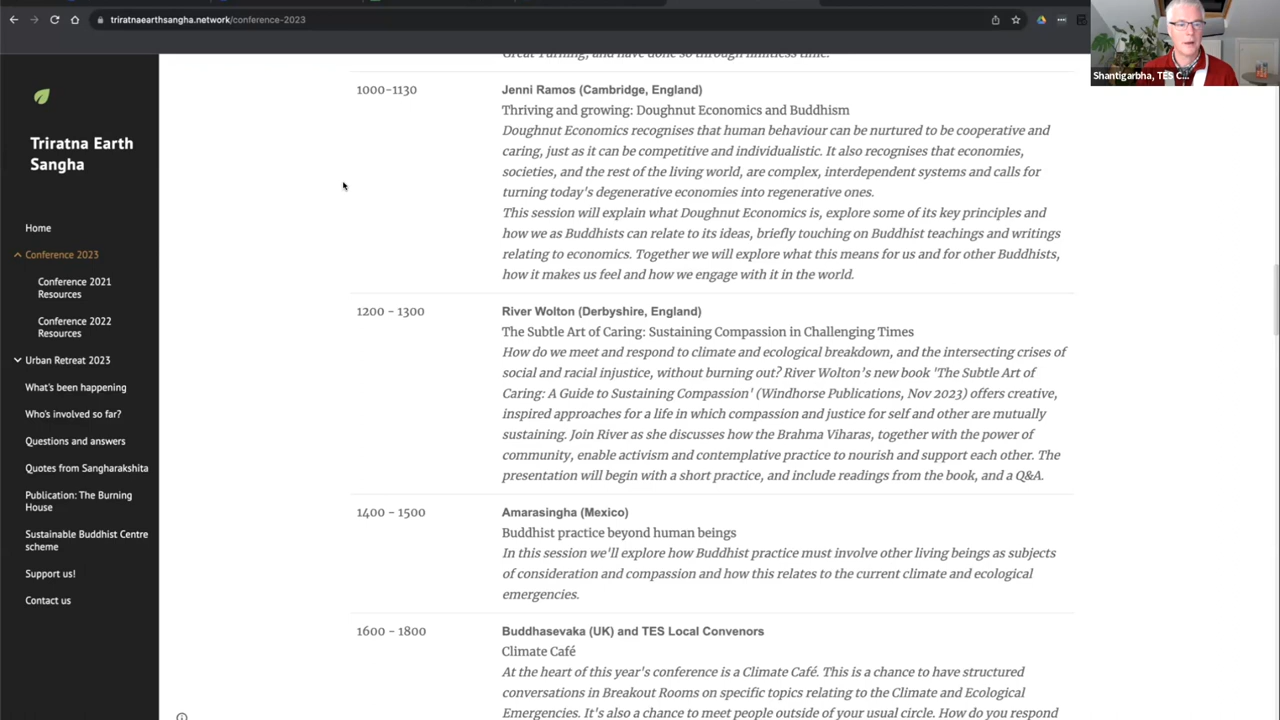 triratnaearthsangha.network/conference-2023
Shantigarbha, TES C...
Triratna Earth
Sangha
Home
Conference 2023
Conference 2021
Resources
Conference 2022
Resources
Urban Retreat 2023
What's been happening
Who's involved so far?
Questions and answers
Quotes from Sangharakshita
Publication: The Burning
House
Sustainable Buddhist Centre
scheme
Support us!
Contact us
Great Turning, and have done so through limitless time.
1000-1130
Jenni Ramos (Cambridge, England)
Thriving and growing: Doughnut Economics and Buddhism
Doughnut Economics recognises that human behaviour can be nurtured to be cooperative and
caring, just as it can be competitive and individualistic. It also recognises that economies,
societies, and the rest of the living world, are complex, interdependent systems and calls for
turning today's degenerative economies into regenerative ones.
This session will explain what Doughnut Economics is, explore some of its key principles and
how we as Buddhists can relate to its ideas, briefly touching on Buddhist teachings and writings
relating to economics. Together we will explore what this means for us and for other Buddhists,
how it makes us feel and how we engage with it in the world.
1200 - 1300
River Wolton (Derbyshire, England)
The Subtle Art of Caring: Sustaining Compassion in Challenging Times
How do we meet and respond to climate and ecological breakdown, and the intersecting crises of
social and racial injustice, without burning out? River Wolton's new book 'The Subtle Art of
Caring: A Guide to Sustaining Compassion' (Windhorse Publications, Nov 2023) offers creative,
inspired approaches for a life in which compassion and justice for self and other are mutually
sustaining. Join River as she discusses how the Brahma Viharas, together with the power of
community, enable activism and contemplative practice to nourish and support each other. The
presentation will begin with a short practice, and include readings from the book, and a Q&A.
1400 - 1500
Amarasingha (Mexico)
Buddhist practice beyond human beings
In this session we'll explore how Buddhist practice must involve other living beings as subjects
of consideration and compassion and how this relates to the current climate and ecological
emergencies.
1600 - 1800
Buddhasevaka (UK) and TES Local Convenors
Climate Café
At the heart of this year's conference is a Climate Café. This is a chance to have structured
conversations in Breakout Rooms on specific topics relating to the Climate and Ecological
Emergencies. It's also a chance to meet people outside of your usual circle. How do you respond